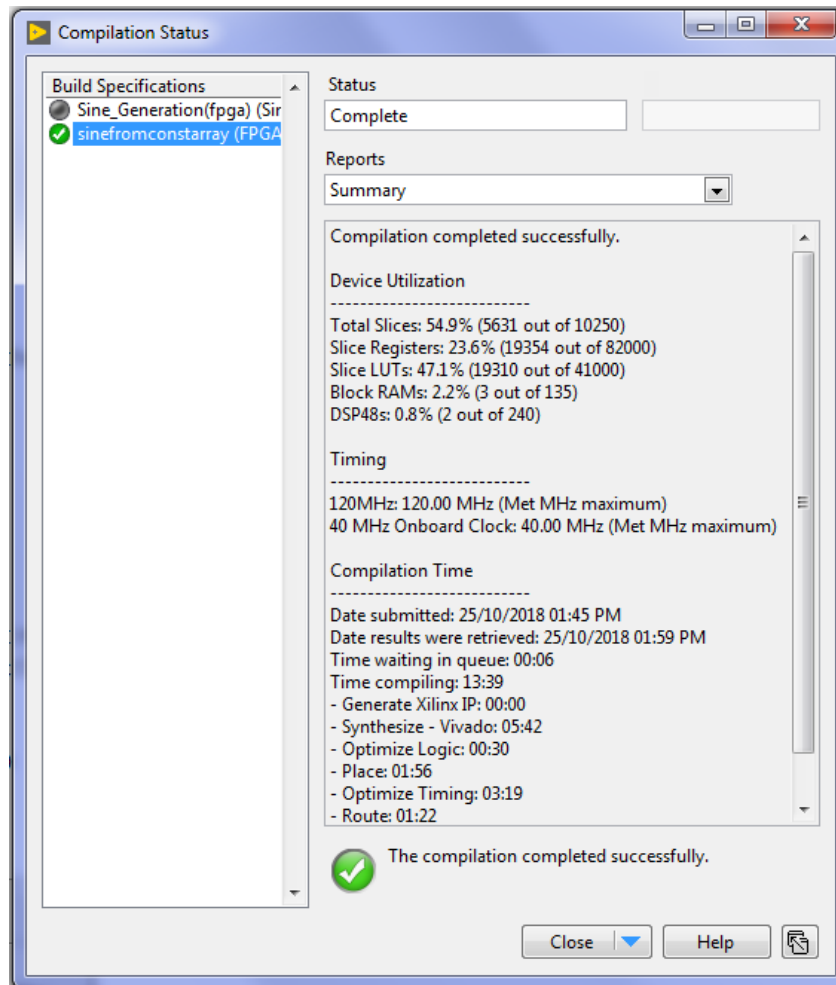 Compilation Status
Build Specifications
Sine_Generation(fpga) (Sir
sinefromconstarray (FPGA
Status
Complete
Reports
Summary
Compilation completed successfully.
Device Utilization
---------------------------
Total Slices: 54.9% (5631 out of 10250)
Slice Registers: 23.6% (19354 out of 82000)
Slice LUTs: 47.1% (19310 out of 41000)
Block RAMs: 2.2% (3 out of 135)
DSP48s: 0.8% (2 out of 240)
Timing
---------------------------
120MHz: 120.00 MHz (Met MHz maximum)
40 MHz Onboard Clock: 40.00 MHz (Met MHz maximum)
Compilation Time
---------------------------
Date submitted: 25/10/2018 01:45 PM
Date results were retrieved: 25/10/2018 01:59 PM
Time waiting in queue: 00:06
Time compiling: 13:39
- Generate Xilinx IP: 00:00
- Synthesize - Vivado: 05:42
- Optimize Logic: 00:30
- Place: 01:56
- Optimize Timing: 03:19
- Route: 01:22
The compilation completed successfully.
Close
Help